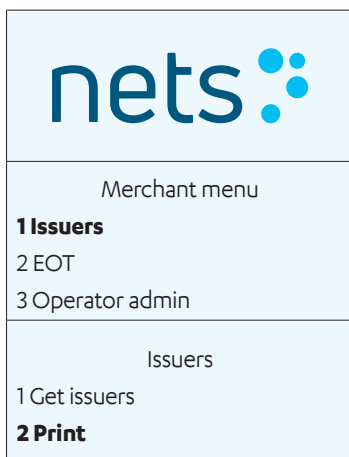 nets
Merchant menu
1 Issuers
2 EOT
3 Operator admin
Issuers
1 Get issuers
2 Print